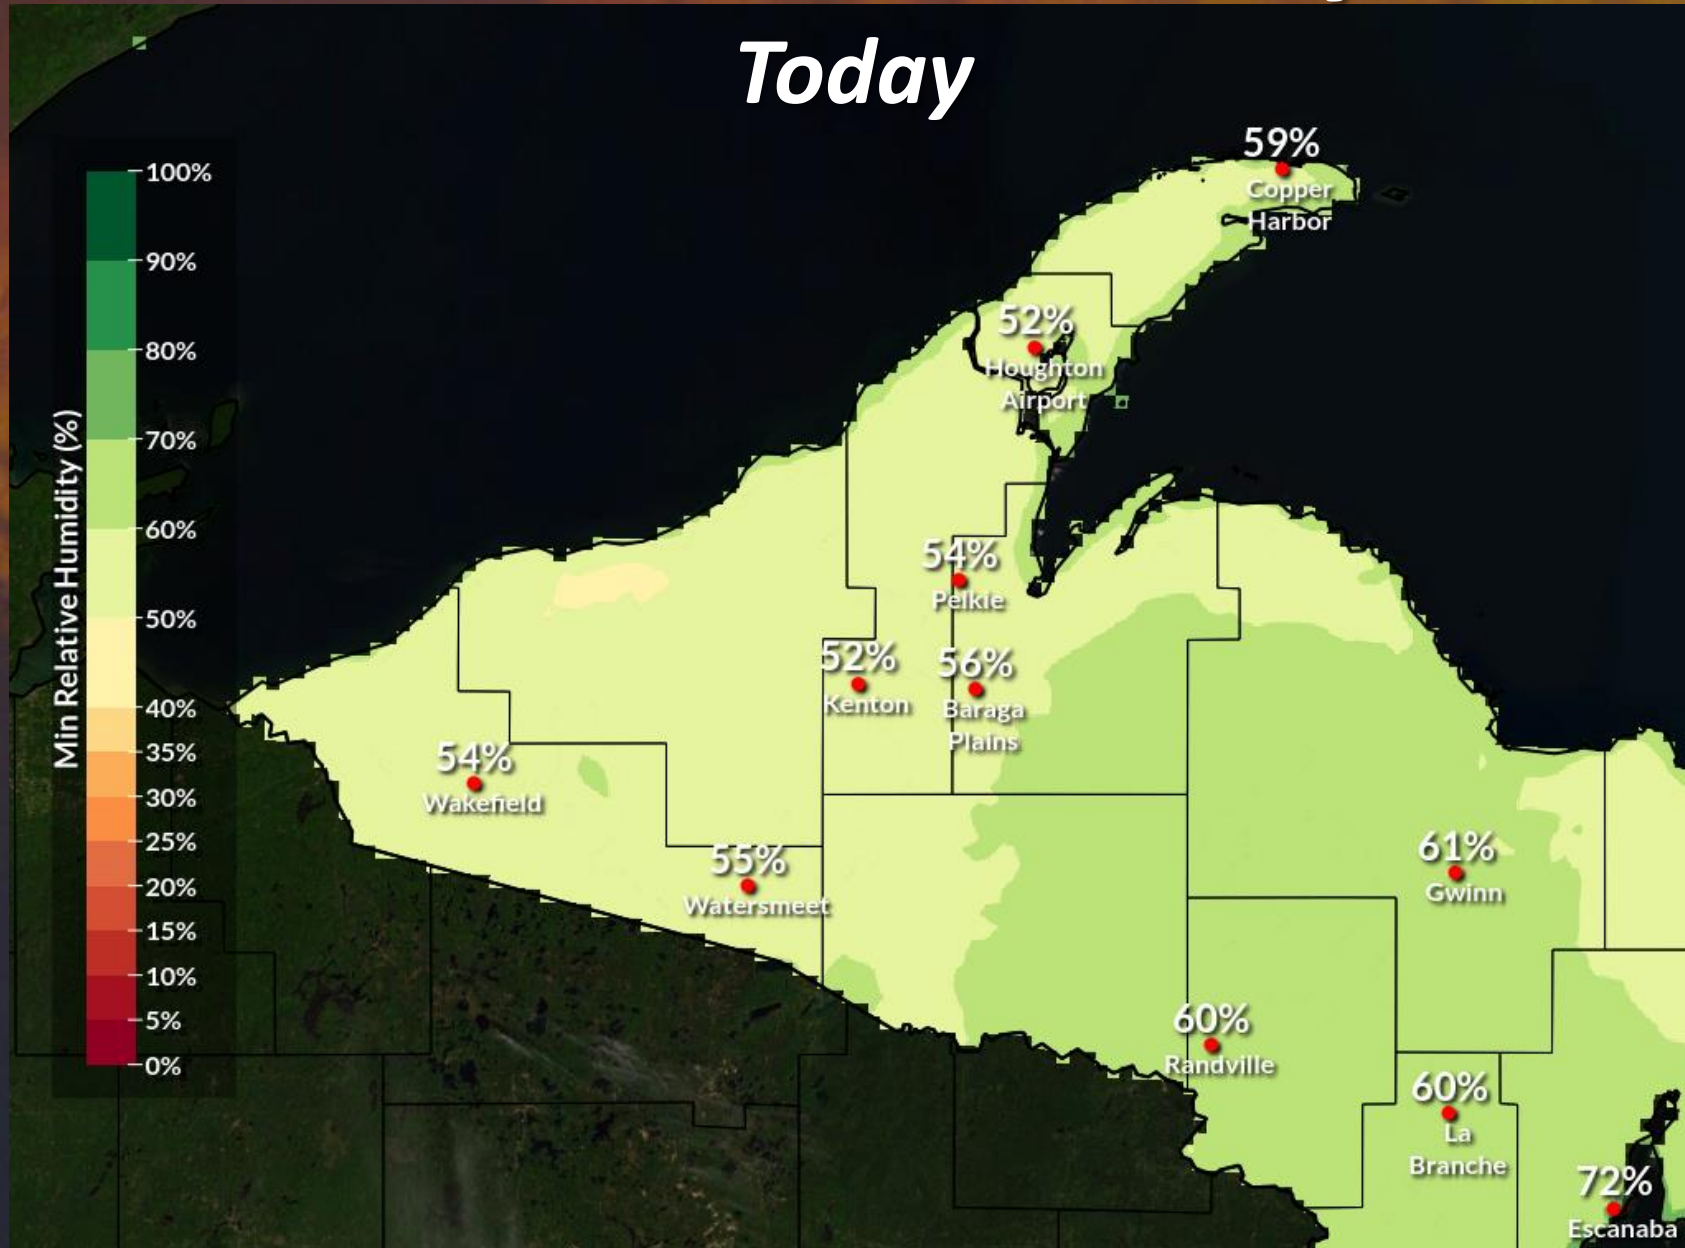 Today
Min Relative Humidity (%)
100%
90%
80%
70%
60%
50%
40%
35%
30%
25%
20%
15%
10%
5%
0%
59%
Copper
Harbor
52%
Houghton
Airport
54%
Pelkie
52%
Kenton
56%
Baraga
Plains
54%
Wakefield
55%
Watersmeet
61%
Gwinn
60%
Randville
60%
La
Branche
72%
Escanaba